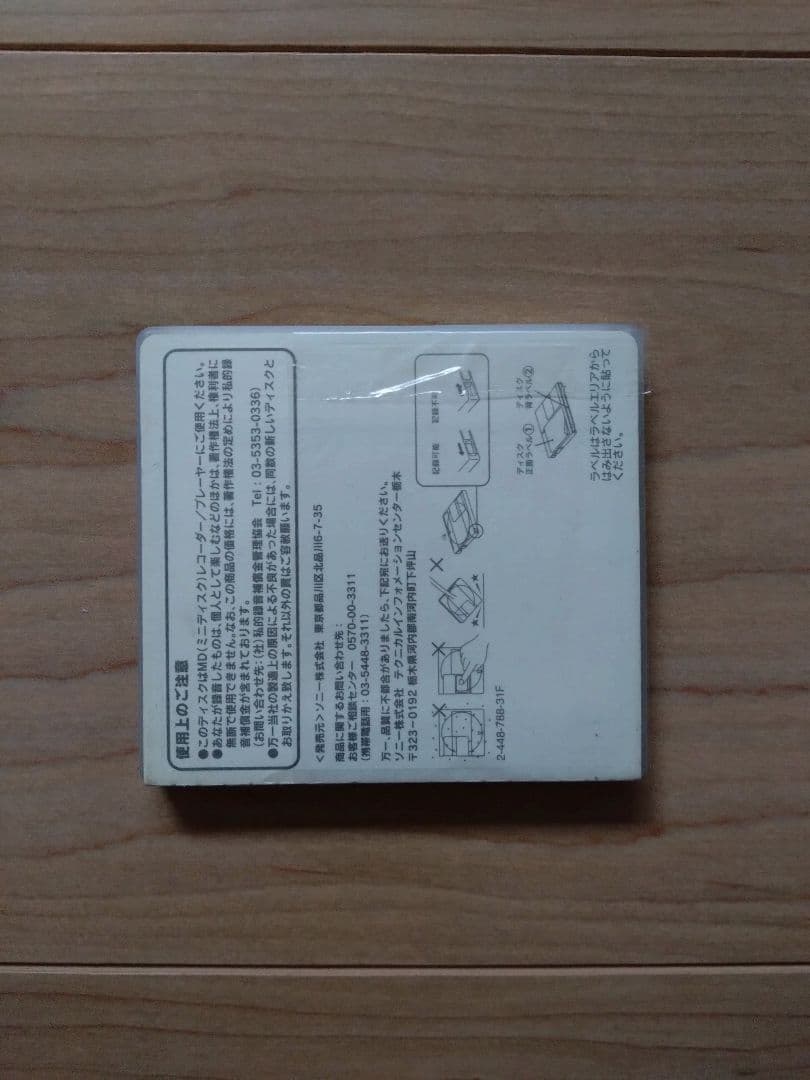 使用上のご注意
●このディスクはMD(ミニディスク)レコーダー/プレーヤーにご使用ください。
●あなたが録音したものは、個人として楽しむなどのほかは、著作権法上、権利者に
無断で使用できません。なお、この商品の価格には、著作権法の定めにより私的録
音補償金が含まれております。
(お問い合わせ先:(社)私的録音補償金管理協会 Tel:03-5353-0336)
●万一当社の製造上の原因による不良があった場合には、同数の新しいディスクと
お取りかえ致します。それ以外の責はご容赦願います。
<発売元>ソニー株式会社 東京都品川区北品川6-7-35
商品に関するお問い合わせ先:
お客様ご相談センター 0570-00-3311
(携帯電話用:03-5448-3311)
万一、品質に不都合がありましたら、下記宛にお送りください。
ソニー株式会社 テクニカルインフォメーションセンター栃木
〒323-0192 栃木県河内郡南河内町下坪山
記録可能 記録不可
2-448-788-31F
ディスク
正面ラベル①
ディスク
背ラベル②
ラベルはラベルエリアから
はみ出さないように貼って
ください。